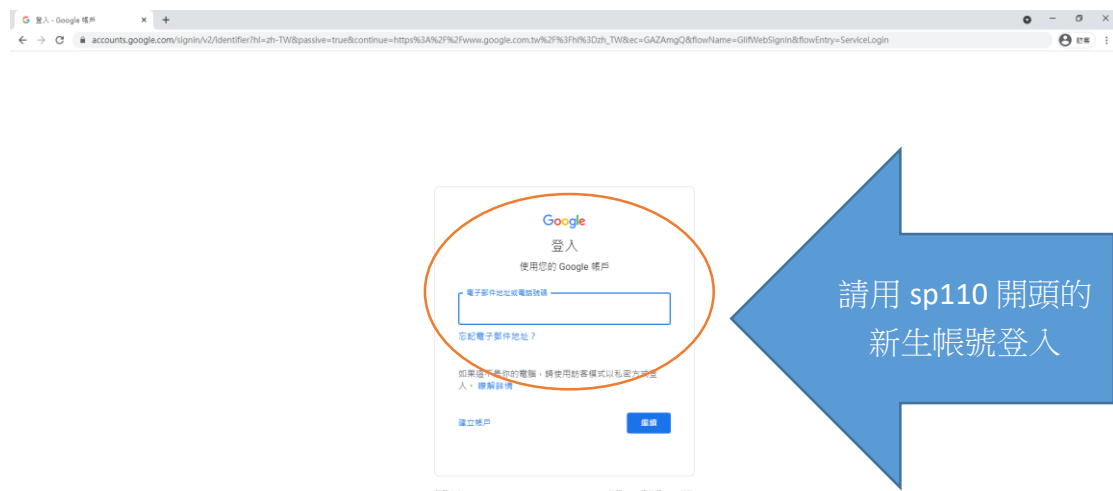 登入 - Google 帳戶
accounts.google.com/signin/v2/identifier?hl=zh-TW&passive=true&continue=https%3A%2F%2Fwww.google.com.tw%2F%3Fhl%3Dzh_TW&ec=GAZAmgQ&flowName=GlifWebSignIn&flowEntry=ServiceLogin
訪客
Google
登入
使用您的 Google 帳戶
電子郵件地址或電話號碼
忘記電子郵件地址？
如果這不是你的電腦，請使用訪客模式以私密方式登
入。瞭解詳情
建立帳戶
繼續
請用 sp110 開頭的
新生帳號登入